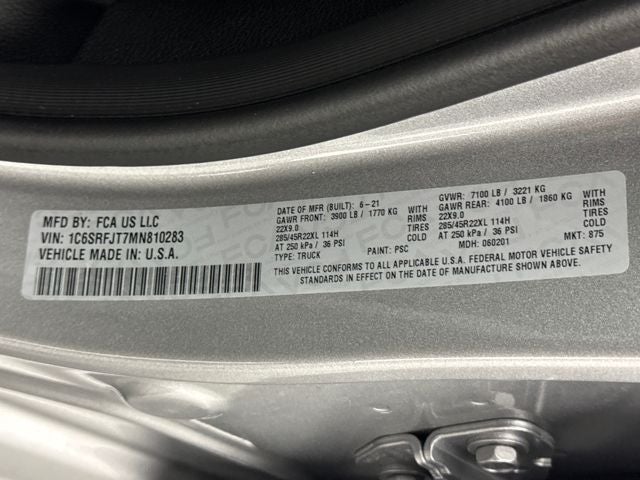 MFD BY: FCA US LLC
VIN: 1C6SRFJT7MN810283
VEHICLE MADE IN: U.S.A.
DATE OF MFR (BUILT): 6-21
GAWR FRONT: 3900 LB / 1770 KG WITH
22X9.0 RIMS
285/45R22XL 114H TIRES
AT 250 kPa / 36 PSI COLD
TYPE: TRUCK PAINT: PSC
GVWR: 7100 LB / 3221 KG
GAWR REAR: 4100 LB / 1860 KG WITH
22X9.0 RIMS
285/45R22XL 114H TIRES
AT 250 kPa / 36 PSI COLD
MDH: 060201 MKT: 875
THIS VEHICLE CONFORMS TO ALL APPLICABLE U.S.A. FEDERAL MOTOR VEHICLE SAFETY
STANDARDS IN EFFECT ON THE DATE OF MANUFACTURE SHOWN ABOVE.